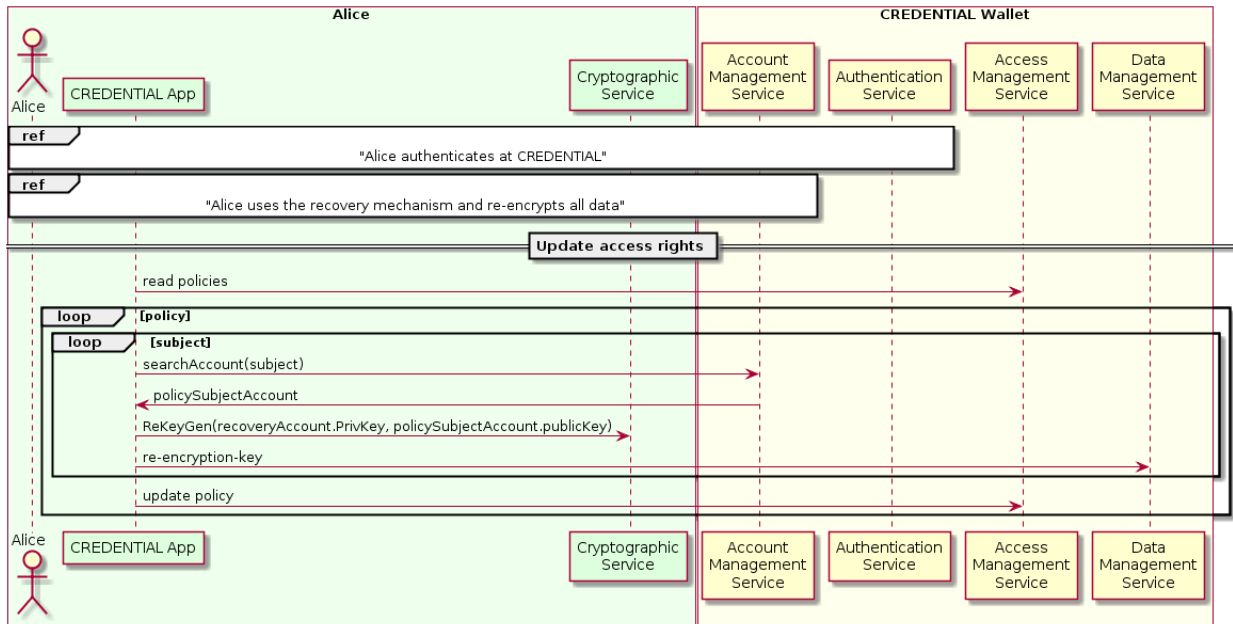 Alice
CREDENTIAL Wallet
Alice
CREDENTIAL App
Cryptographic
Service
Account
Management
Service
Authentication
Service
Access
Management
Service
Data
Management
Service
ref
"Alice authenticates at CREDENTIAL"
ref
"Alice uses the recovery mechanism and re-encrypts all data"
Update access rights
read policies
loop [policy]
loop [subject]
searchAccount(subject)
policySubjectAccount
ReKeyGen(recoveryAccount.PrivKey, policySubjectAccount.publicKey)
re-encryption-key
update policy
Alice
CREDENTIAL App
Cryptographic
Service
Account
Management
Service
Authentication
Service
Access
Management
Service
Data
Management
Service